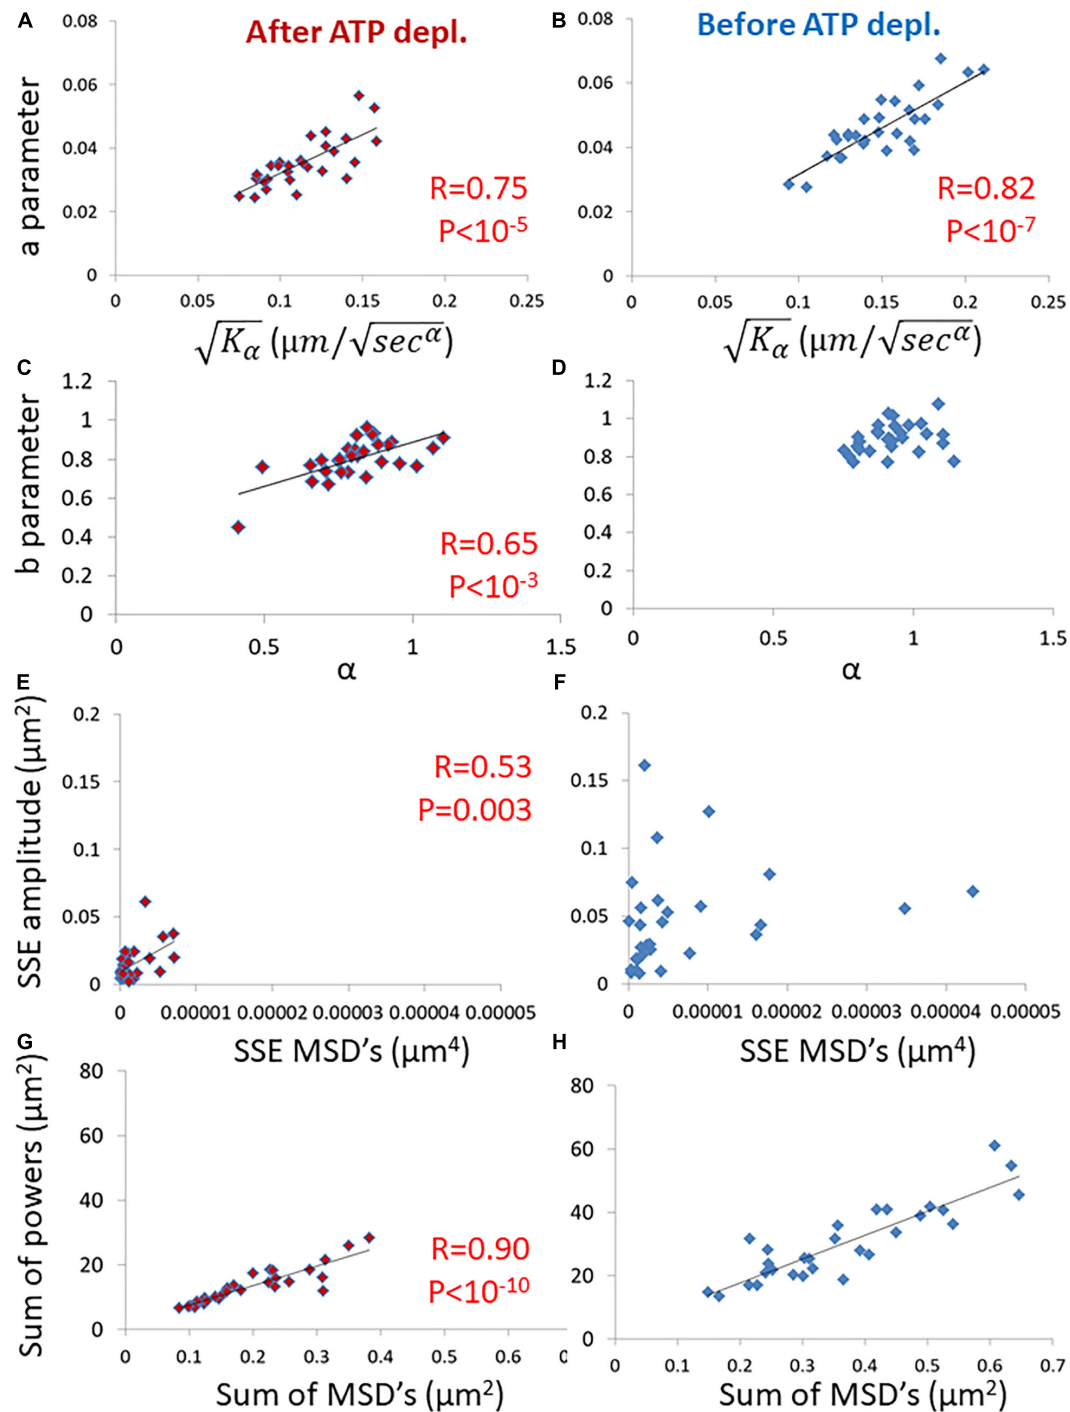 A
After ATP depl.
B
Before ATP depl.
a parameter
0.08
0.06
0.04
0.02
0
R=0.75
P<10-5
0
0.05
0.1
0.15
0.2
0.25
√Kα (μm/√secα)
0.08
0.06
0.04
0.02
0
R=0.82
P<10-7
0
0.05
0.1
0.15
0.2
0.25
√Kα (μm/√secα)
C
b parameter
1.2
1
0.8
0.6
0.4
0.2
0
R=0.65
P<10-3
0
0.5
1
1.5
α
D
1.2
1
0.8
0.6
0.4
0.2
0
0
0.5
1
1.5
α
E
SSE amplitude (μm2)
0.2
0.15
0.1
0.05
0
R=0.53
P=0.003
0
0.00001
0.00002
0.00003
0.00004
0.00005
SSE MSD’s (μm4)
F
0.2
0.15
0.1
0.05
0
0
0.00001
0.00002
0.00003
0.00004
0.00005
SSE MSD’s (μm4)
G
Sum of powers (μm2)
80
60
40
20
0
R=0.90
P<10-10
0
0.1
0.2
0.3
0.4
0.5
0.6
Sum of MSD’s (μm2)
H
80
60
40
20
0
0
0.1
0.2
0.3
0.4
0.5
0.6
0.7
Sum of MSD’s (μm2)